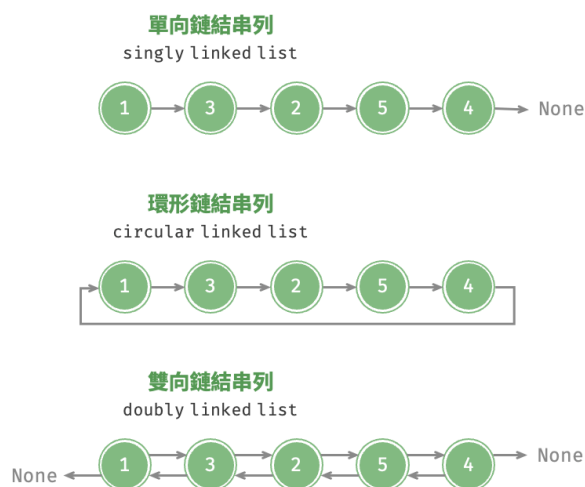 單向鏈結串列
singly linked list
1 3 2 5 4 None
環形鏈結串列
circular linked list
1 3 2 5 4
雙向鏈結串列
doubly linked list
1 3 2 5 4 None
None